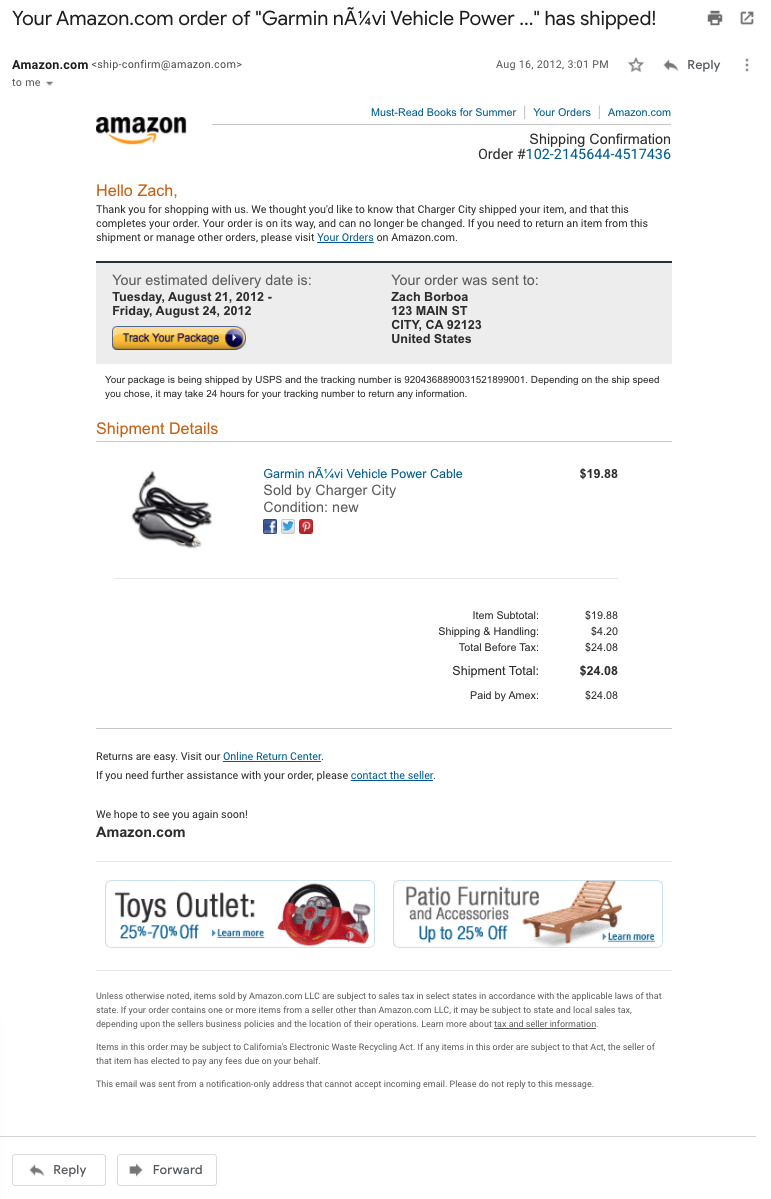 Your Amazon.com order of "Garmin nÃ¼vi Vehicle Power ..." has shipped!
Amazon.com <ship-confirm@amazon.com>
Aug 16, 2012, 3:01 PM
Reply
to me
amazon
Must-Read Books for Summer | Your Orders | Amazon.com
Shipping Confirmation
Order #102-2145644-4517436
Hello Zach,
Thank you for shopping with us. We thought you'd like to know that Charger City shipped your item, and that this
completes your order. Your order is on its way, and can no longer be changed. If you need to return an item from this
shipment or manage other orders, please visit Your Orders on Amazon.com.
Your estimated delivery date is:
Tuesday, August 21, 2012 -
Friday, August 24, 2012
Track Your Package
Your order was sent to:
Zach Borboa
123 MAIN ST
CITY, CA 92123
United States
Your package is being shipped by USPS and the tracking number is 9204368890031521899001. Depending on the ship speed
you chose, it may take 24 hours for your tracking number to return any information.
Shipment Details
Garmin nÃ¼vi Vehicle Power Cable $19.88
Sold by Charger City
Condition: new
Item Subtotal: $19.88
Shipping & Handling: $4.20
Total Before Tax: $24.08
Shipment Total: $24.08
Paid by Amex: $24.08
Returns are easy. Visit our Online Return Center.
If you need further assistance with your order, please contact the seller.
We hope to see you again soon!
Amazon.com
Toys Outlet:
25%-70% Off Learn more
Patio Furniture
and Accessories
Up to 25% Off
Learn more
Unless otherwise noted, items sold by Amazon.com LLC are subject to sales tax in select states in accordance with the applicable laws of that
state. If your order contains one or more items from a seller other than Amazon.com LLC, it may be subject to state and local sales tax,
depending upon the sellers business policies and the location of their operations. Learn more about tax and seller information.
Items in this order may be subject to California's Electronic Waste Recycling Act. If any items in this order are subject to that Act, the seller of
that item has elected to pay any fees due on your behalf.
This email was sent from a notification-only address that cannot accept incoming email. Please do not reply to this message.
Reply
Forward